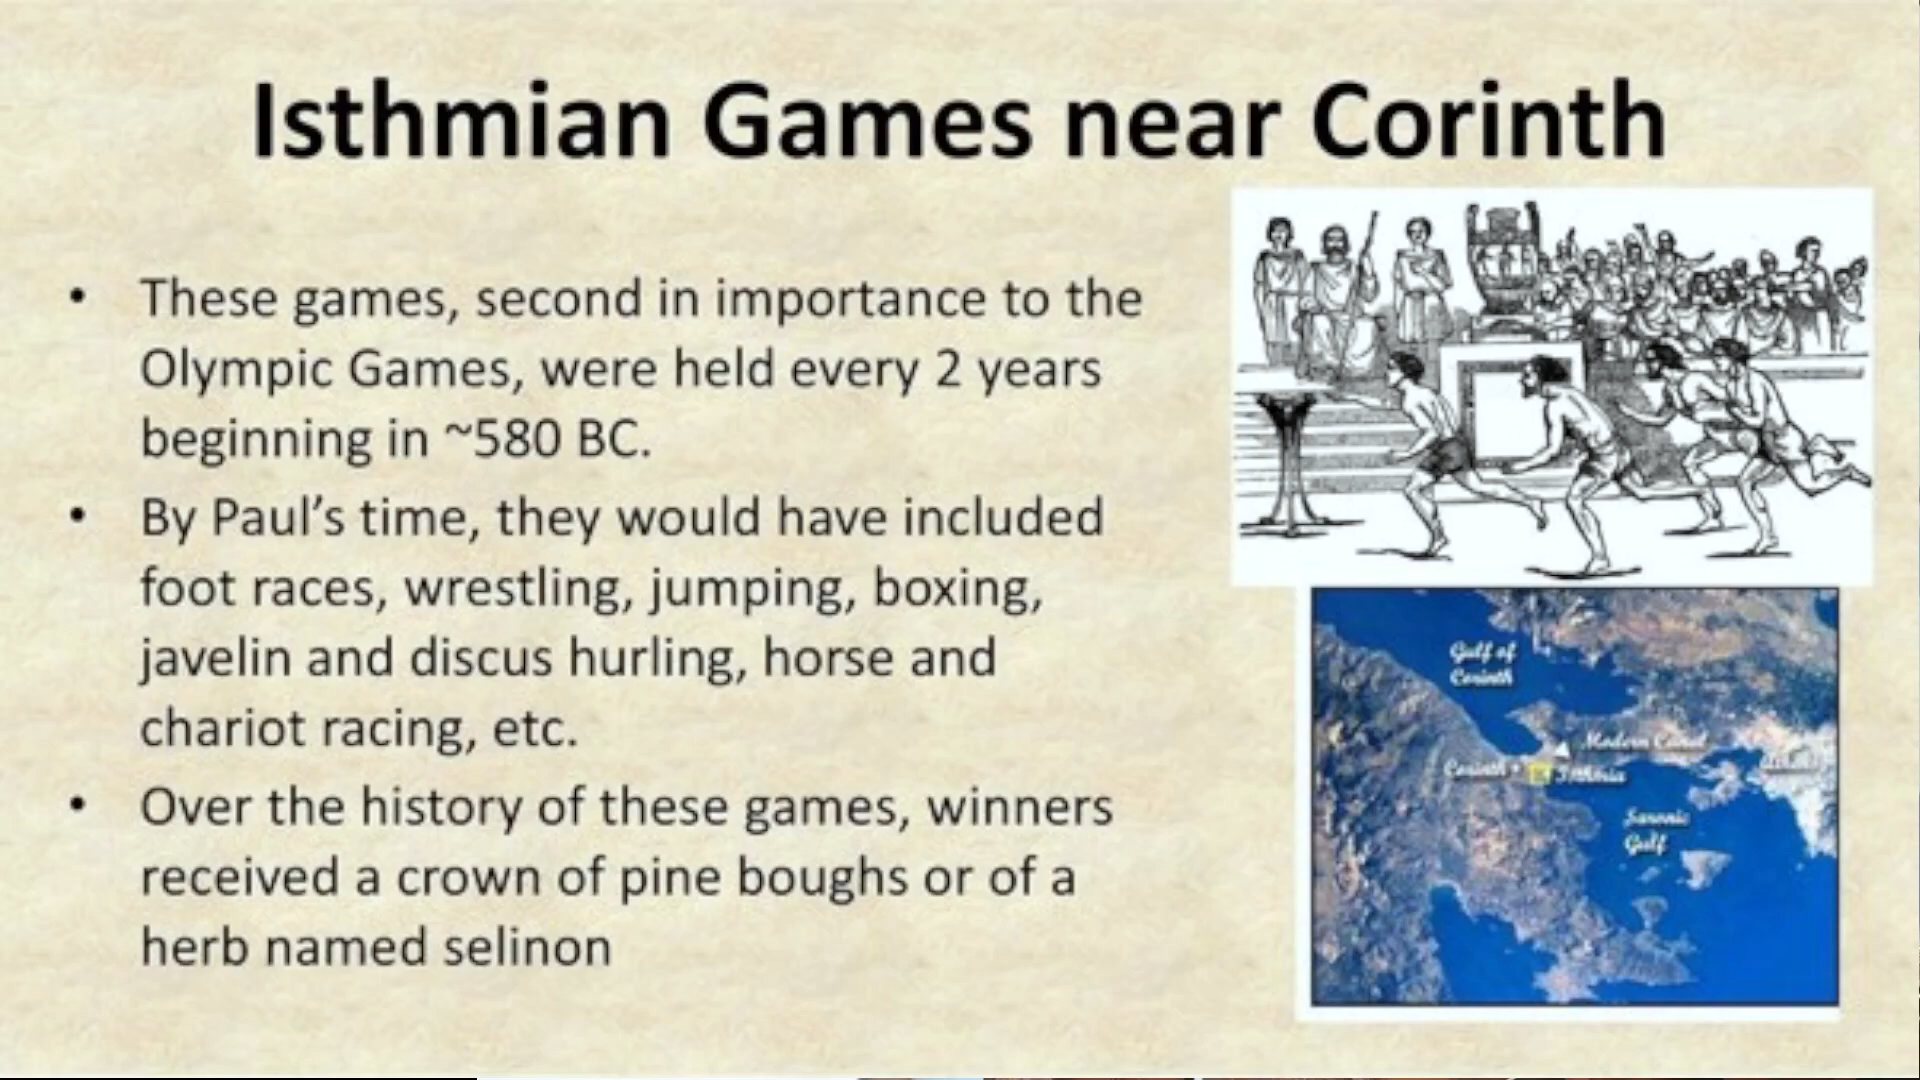 Isthmian Games near Corinth
• These games, second in importance to the
Olympic Games, were held every 2 years
beginning in ~580 BC.
• By Paul’s time, they would have included
foot races, wrestling, jumping, boxing,
javelin and discus hurling, horse and
chariot racing, etc.
• Over the history of these games, winners
received a crown of pine boughs or of a
herb named selinon
Gulf of
Corinth
Modern Canal
Corinth
Isthmia
Saronic
Gulf